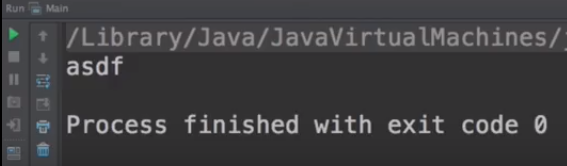 Run Main
/Library/Java/JavaVirtualMachines/
asdf
Process finished with exit code 0